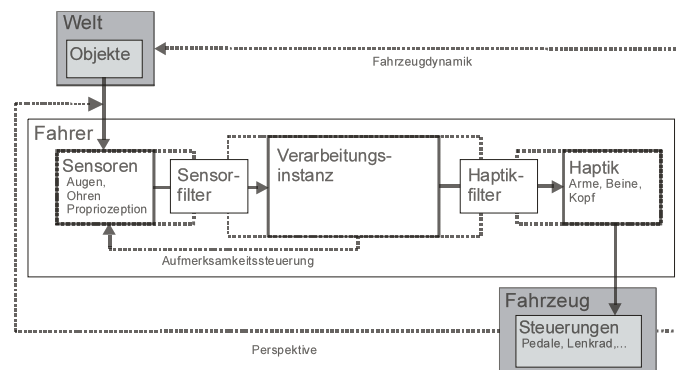 Welt
Objekte
Fahrzeugdynamik
Fahrer
Sensoren
Augen,
Ohren
Propriozeption
Sensor-
filter
Verarbeitungs-
instanz
Haptik-
filter
Haptik
Arme, Beine,
Kopf
Aufmerksamkeitssteuerung
Fahrzeug
Steuerungen
Pedale, Lenkrad,...
Perspektive